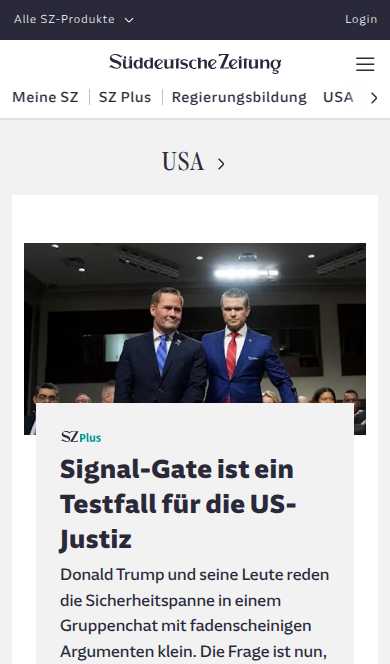 Alle SZ-Produkte
Login
Süddeutsche Zeitung
Meine SZ
SZ Plus
Regierungsbildung
USA
USA
SZ Plus
Signal-Gate ist ein
Testfall für die US-
Justiz
Donald Trump und seine Leute reden
die Sicherheitspanne in einem
Gruppenchat mit fadenscheinigen
Argumenten klein. Die Frage ist nun,